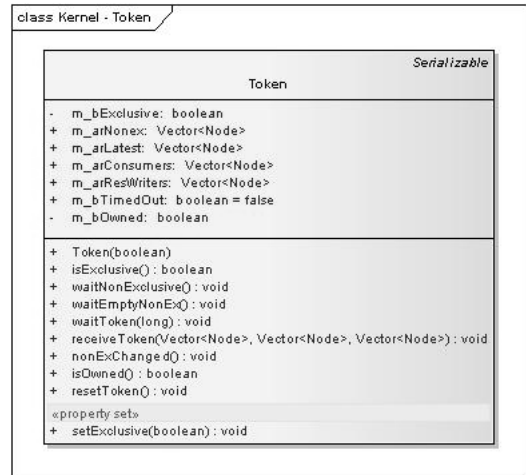 class Kernel - Token
Serializable
Token
- m_bExclusive: boolean
+ m_arNonex: Vector<Node>
+ m_arLatest: Vector<Node>
+ m_arConsumers: Vector<Node>
+ m_arResWriters: Vector<Node>
+ m_bTimedOut: boolean = false
- m_bOwned: boolean
+ Token(boolean)
+ isExclusive() : boolean
+ waitNonExclusive() : void
+ waitEmptyNonEx() : void
+ waitToken(long) : void
+ receiveToken(Vector<Node>, Vector<Node>, Vector<Node>) : void
+ nonExChanged() : void
+ isOwned() : boolean
+ resetToken() : void
«property set»
+ setExclusive(boolean) : void